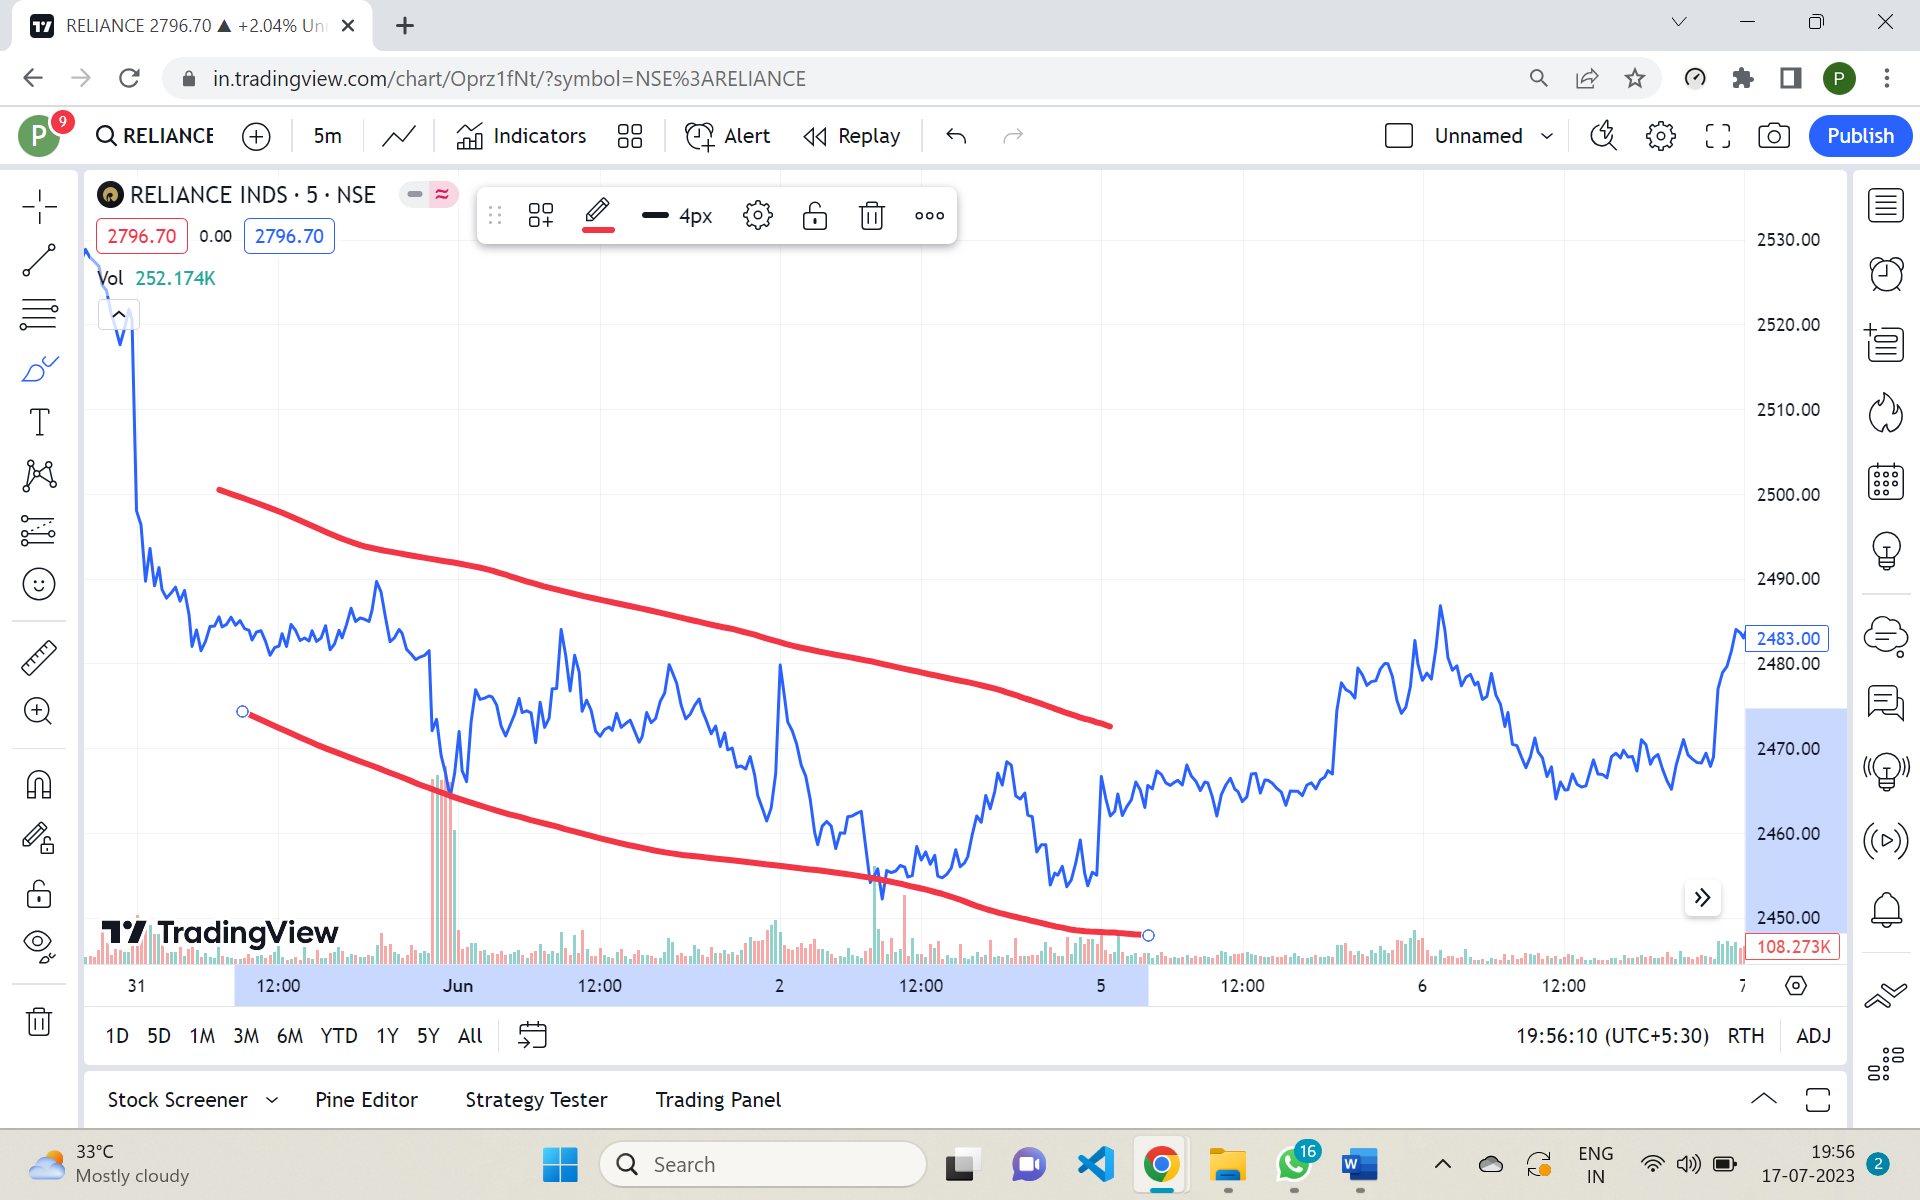 RELIANCE 2796.70 ▲ +2.04% Un
in.tradingview.com/chart/Oprz1fNt/?symbol=NSE%3ARELIANCE
P
P 9 RELIANCE 5m Indicators Alert Replay Unnamed Publish
RELIANCE INDS · 5 · NSE
4px
2796.70 0.00 2796.70
Vol 252.174K
2530.00
2520.00
2510.00
2500.00
2490.00
2483.00
2480.00
2470.00
2460.00
2450.00
108.273K
TradingView
31 12:00 Jun 12:00 2 12:00 5 12:00 6 12:00 7
1D 5D 1M 3M 6M YTD 1Y 5Y All 19:56:10 (UTC+5:30) RTH ADJ
Stock Screener Pine Editor Strategy Tester Trading Panel
33°C
Mostly cloudy
Search
16
W
ENG
IN
19:56
17-07-2023
2